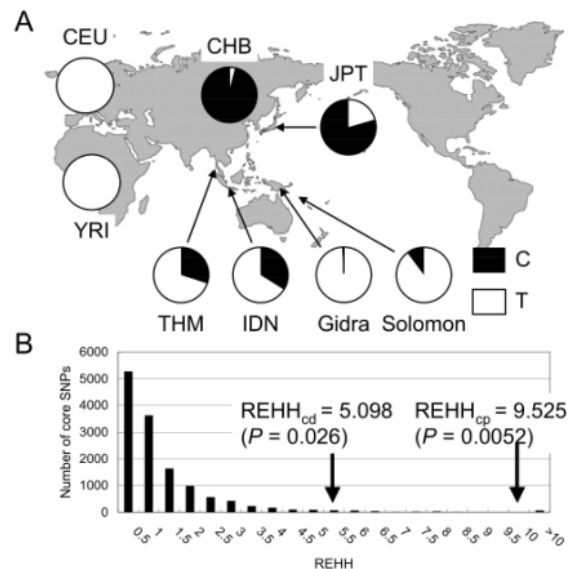 A
CEU
CHB
JPT
YRI
C
T
THM IDN Gidra Solomon
B
Number of core SNPs
6000
5000
4000
3000
2000
1000
0
REHHcd = 5.098
(P = 0.026)
REHHcp = 9.525
(P = 0.0052)
0.5 1 1.5 2 2.5 3 3.5 4 4.5 5 5.5 6 6.5 7 7.5 8 8.5 9 9.5 10 >10
REHH